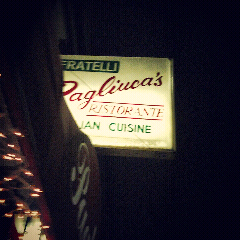 FRATELLI
Pagliuca's
RISTORANTE
IAN CUISINE